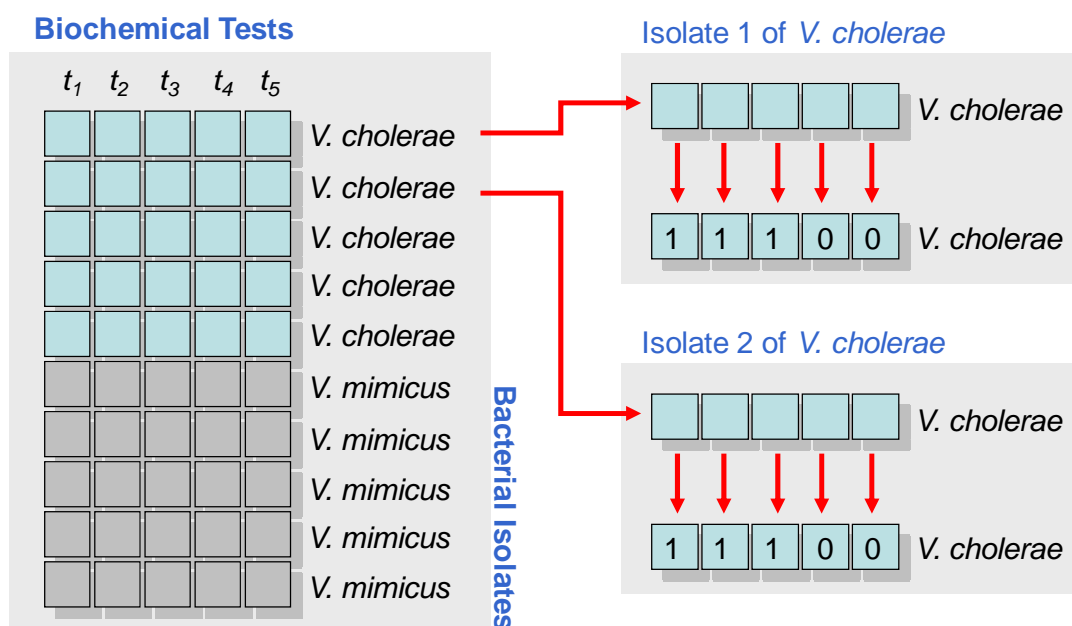 Biochemical Tests
t1 t2 t3 t4 t5
V. cholerae
V. cholerae
V. cholerae
V. cholerae
V. cholerae
V. mimicus
V. mimicus
V. mimicus
V. mimicus
V. mimicus
Bacterial Isolates
Isolate 1 of V. cholerae
V. cholerae
1 1 1 0 0 V. cholerae
Isolate 2 of V. cholerae
V. cholerae
1 1 1 0 0 V. cholerae